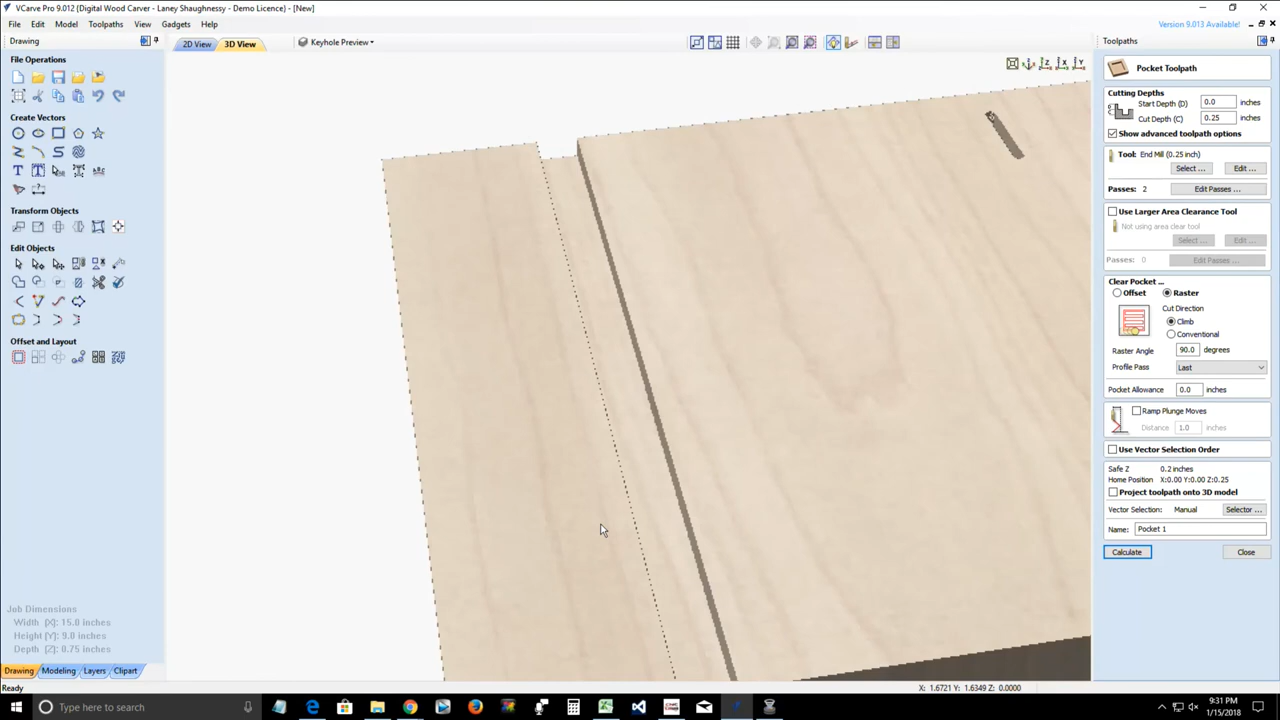 VCarve Pro 9.012 {Digital Wood Carver - Laney Shaughnessy - Demo Licence} - [New]
File Edit Model Toolpaths View Gadgets Help
Version 9.013 Available!
Drawing
2D View 3D View Keyhole Preview
Toolpaths
File Operations
Create Vectors
Transform Objects
Edit Objects
Offset and Layout
Job Dimensions
Width (X): 15.0 inches
Height (Y): 9.0 inches
Depth (Z): 0.75 inches
Drawing Modeling Layers Clipart
Pocket Toolpath
Cutting Depths
Start Depth (D) 0.0 inches
Cut Depth (C) 0.25 inches
Show advanced toolpath options
Tool: End Mill (0.25 inch)
Select ... Edit ...
Passes: 2 Edit Passes ...
Use Larger Area Clearance Tool
Not using area clear tool
Select ... Edit ...
Passes: 0 Edit Passes ...
Clear Pocket ...
Offset Raster
Cut Direction
Climb
Conventional
Raster Angle 90.0 degrees
Profile Pass Last
Pocket Allowance 0.0 inches
Ramp Plunge Moves
Distance 1.0 inches
Use Vector Selection Order
Safe Z 0.2 inches
Home Position X:0.00 Y:0.00 Z:0.25
Project toolpath onto 3D model
Vector Selection: Manual Selector ...
Name: Pocket 1
Calculate Close
Ready
X: 1.6721 Y: 1.6349 Z: 0.0000
Type here to search
9:31 PM
1/15/2018